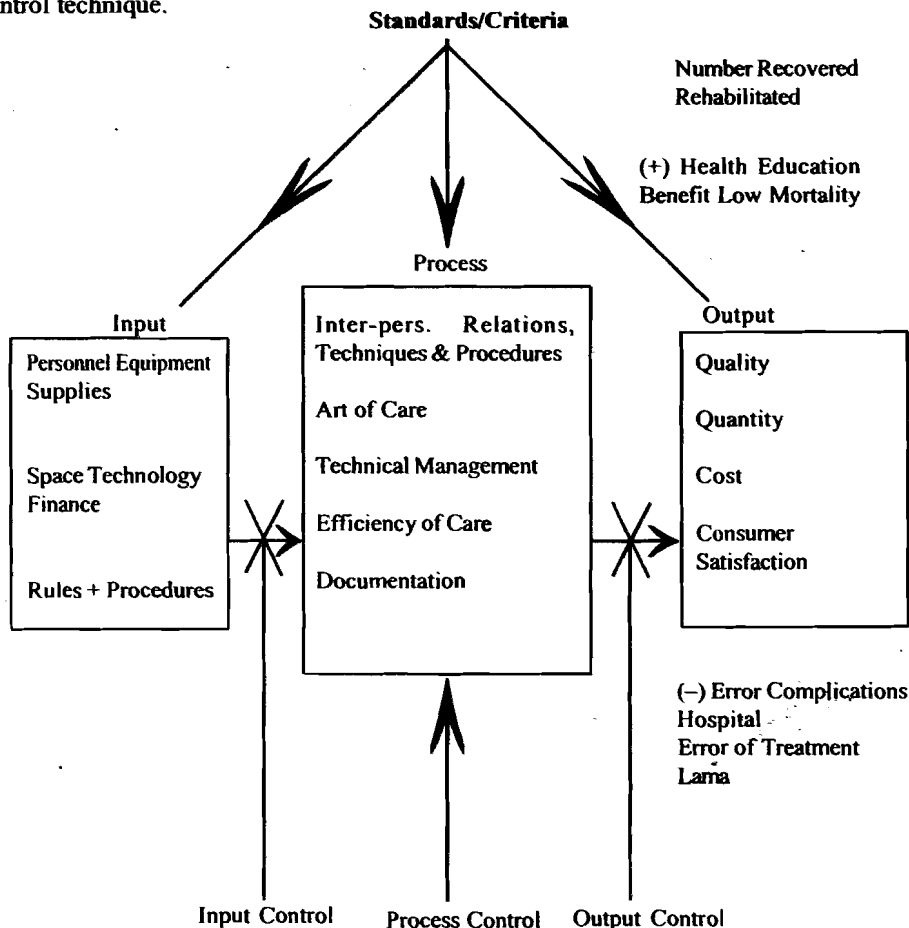 ntrol technique.
Standards/Criteria
Number Recovered
Rehabilitated
(+) Health Education
Benefit Low Mortality
Process
Input
Output
Personnel Equipment
Supplies
Space Technology
Finance
Rules + Procedures
Inter-pers. Relations,
Techniques & Procedures
Art of Care
Technical Management
Efficiency of Care
Documentation
Quality
Quantity
Cost
Consumer
Satisfaction
(–) Error Complications
Hospital
Error of Treatment
Lama
Input Control
Process Control
Output Control